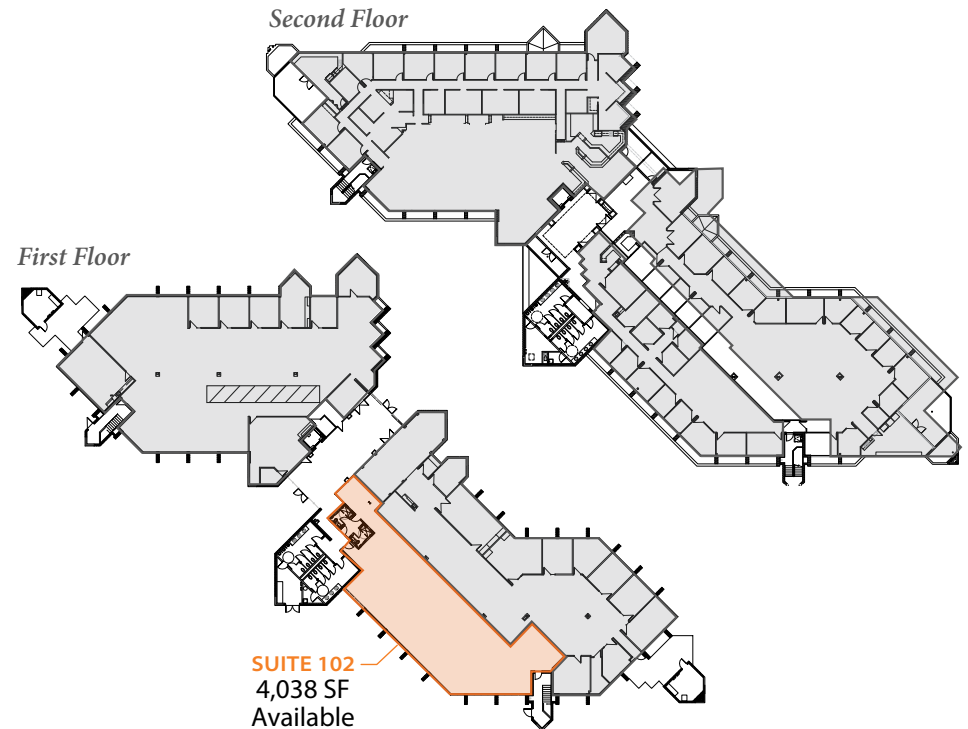 Second Floor
First Floor
SUITE 102
4,038 SF
Available